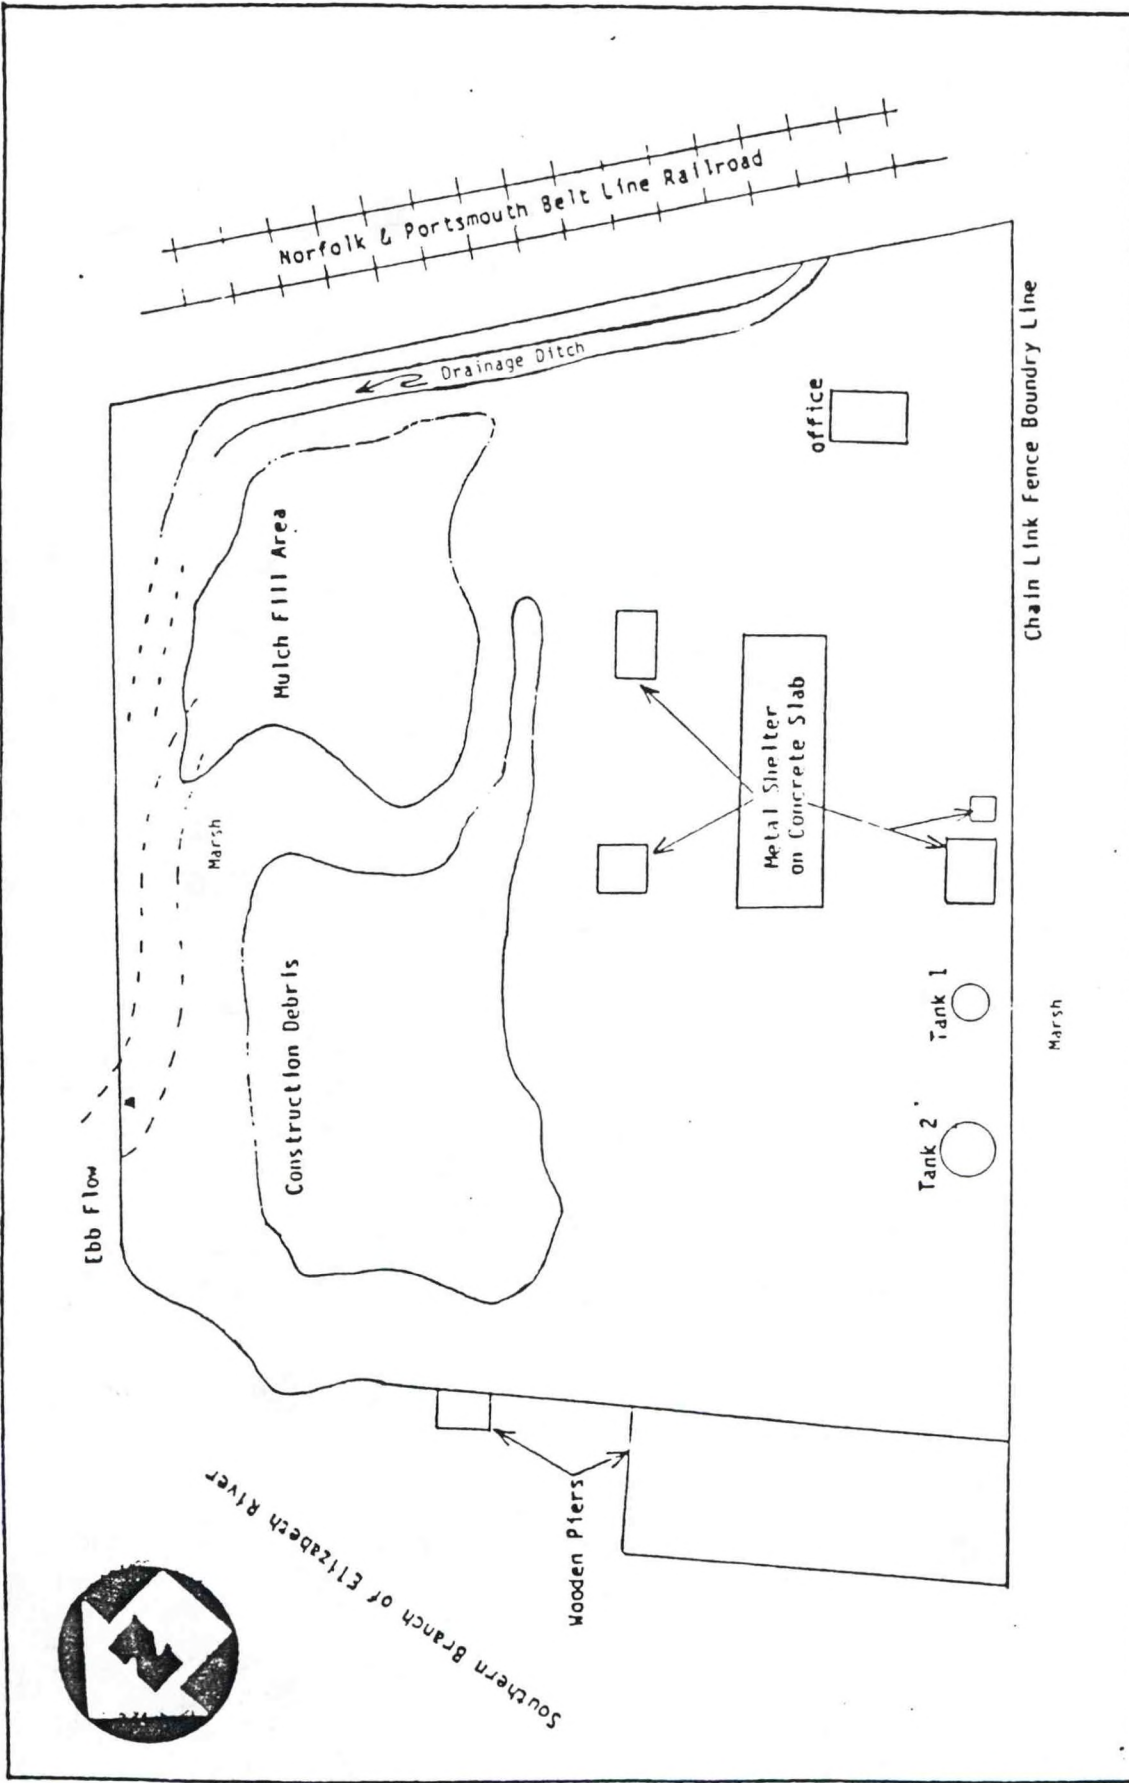 Norfolk & Portsmouth Belt Line Railroad
Drainage Ditch
office
Chain Link Fence Boundry Line
Mulch Fill Area
Marsh
Metal Shelter
on Concrete Slab
Construction Debris
Tank 1
Tank 2
Marsh
Ebb Flow
Wooden Piers
Southern Branch of Elizabeth River
N